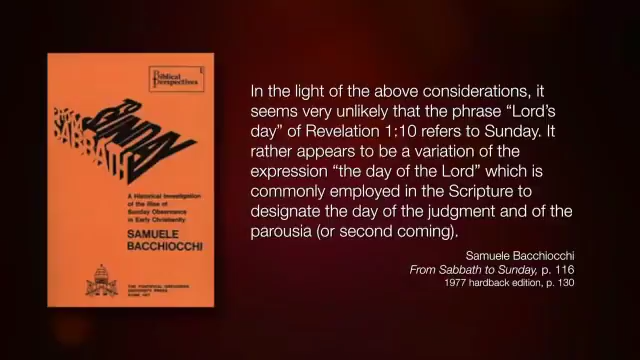 Biblical
Perspectives
1
FROM
SABBATH
TO
SUNDAY
A Historical Investigation
of the Rise of
Sunday Observance
in Early Christianity
SAMUELE
BACCHIOCCHI
THE PONTIFICAL GREGORIAN
UNIVERSITY PRESS
ROME, 1977
In the light of the above considerations, it
seems very unlikely that the phrase “Lord’s
day” of Revelation 1:10 refers to Sunday. It
rather appears to be a variation of the
expression “the day of the Lord” which is
commonly employed in the Scripture to
designate the day of the judgment and of the
parousia (or second coming).
Samuele Bacchiocchi
From Sabbath to Sunday, p. 116
1977 hardback edition, p. 130